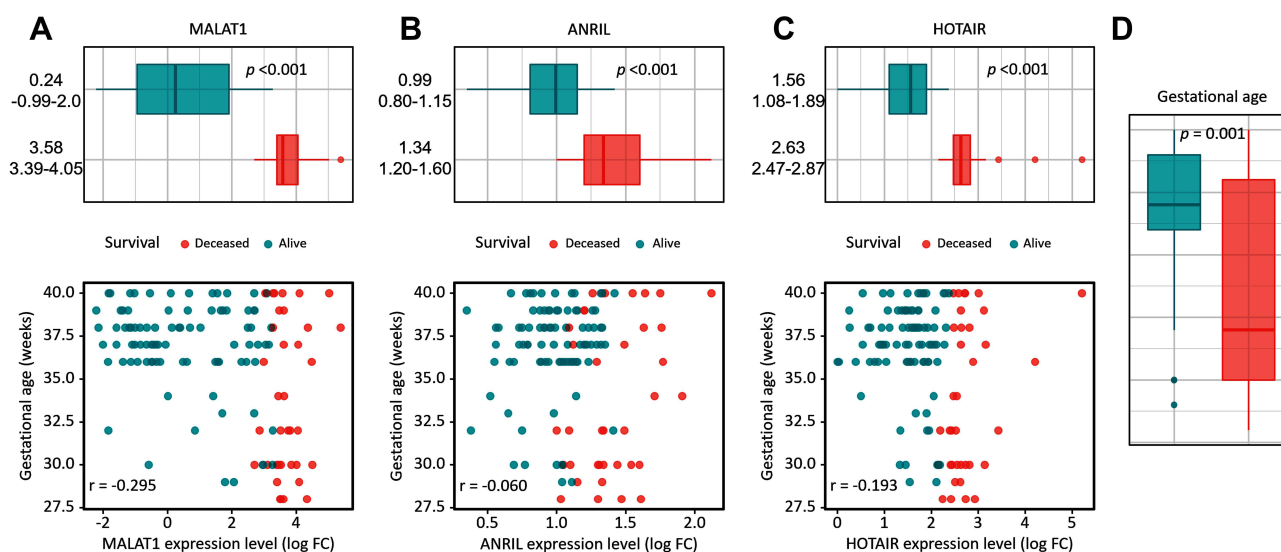 A
MALAT1
0.24
-0.99-2.0
p <0.001
3.58
3.39-4.05
B
ANRIL
0.99
0.80-1.15
p <0.001
1.34
1.20-1.60
C
HOTAIR
1.56
1.08-1.89
p <0.001
2.63
2.47-2.87
D
Gestational age
p = 0.001
Survival Deceased Alive
Survival Deceased Alive
Survival Deceased Alive
Gestational age (weeks)
40.0
37.5
35.0
32.5
30.0
27.5
r = -0.295
-2 0 2 4
MALAT1 expression level (log FC)
Gestational age (weeks)
40.0
37.5
35.0
32.5
30.0
27.5
r = -0.060
0.5 1.0 1.5 2.0
ANRIL expression level (log FC)
Gestational age (weeks)
40.0
37.5
35.0
32.5
30.0
27.5
r = -0.193
0 1 2 3 4 5
HOTAIR expression level (log FC)